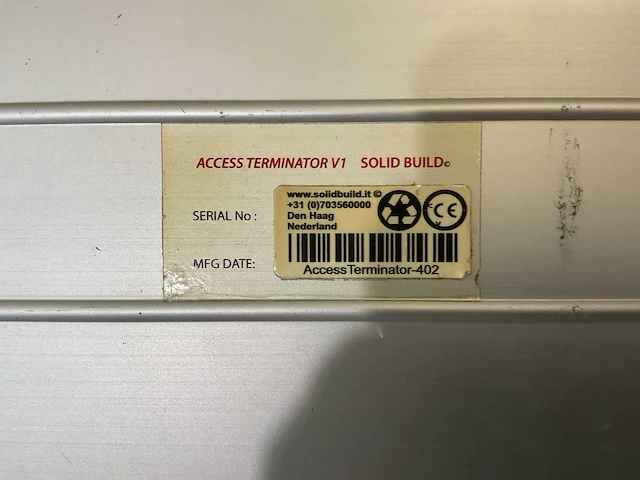 ACCESS TERMINATOR V1 SOLID BUILD©
www.solidbuild.it ©
+31 (0)703560000
SERIAL No :
Den Haag
Nederland
CE
MFG DATE:
AccessTerminator-402